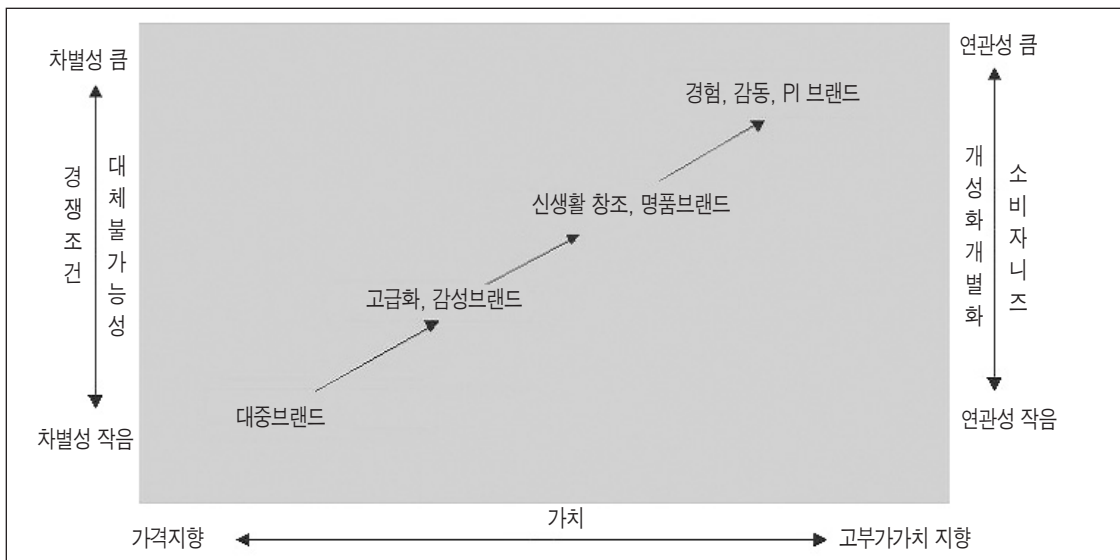 차별성 큼
연관성 큼
경험, 감동, PI 브랜드
경쟁조건
대체불가능성
개성화개별화
소비자니즈
신생활 창조, 명품브랜드
고급화, 감성브랜드
대중브랜드
차별성 작음
연관성 작음
가치
가격지향
고부가가치 지향